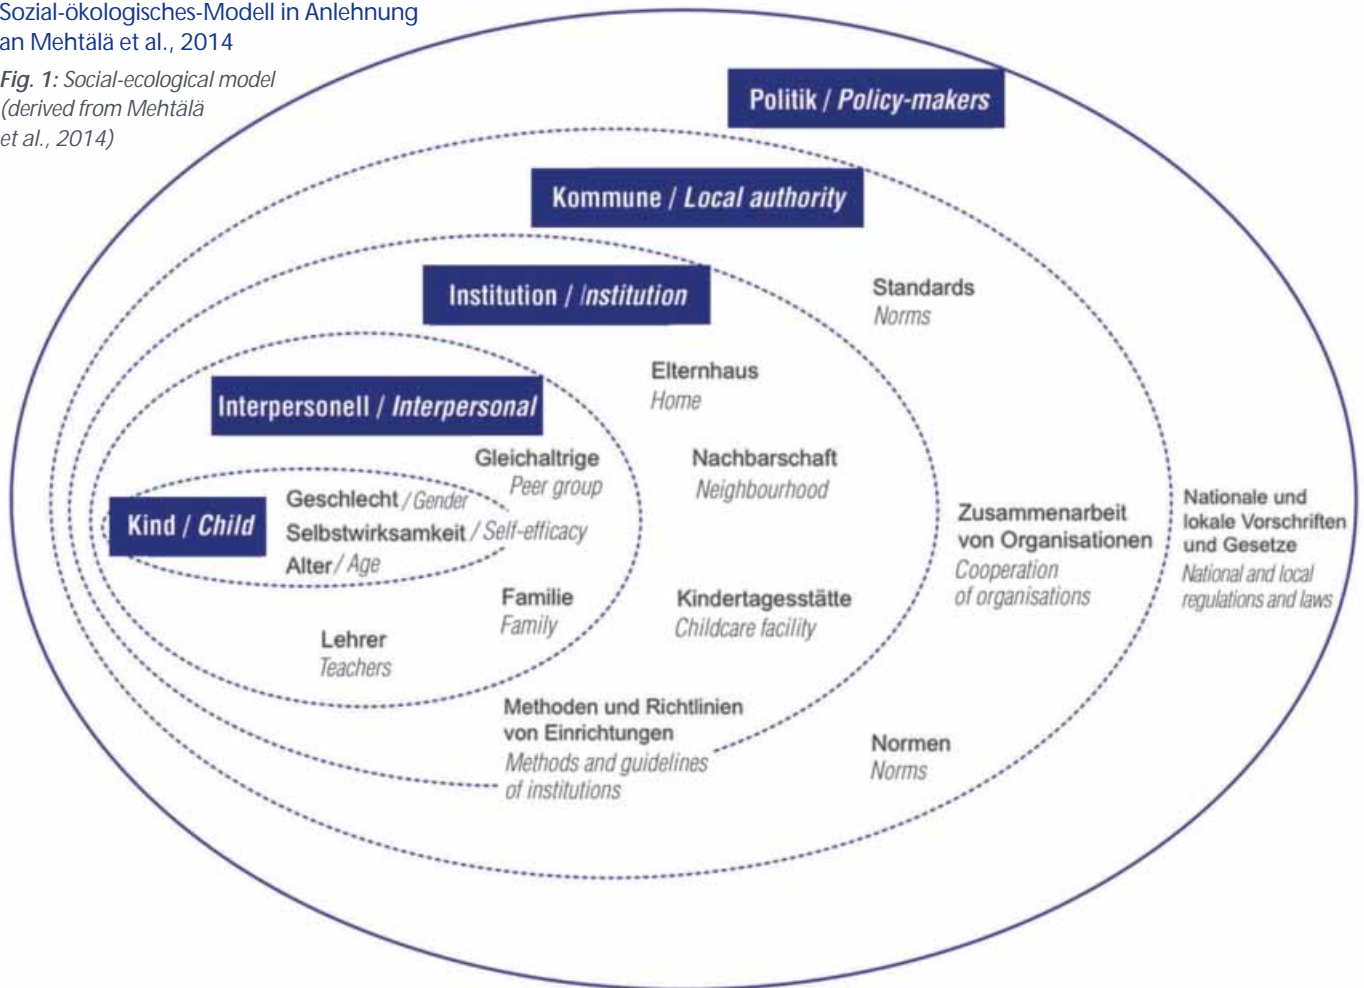 Sozial-ökologisches-Modell in Anlehnung
an Mehtälä et al., 2014
Fig. 1: Social-ecological model
(derived from Mehtälä
et al., 2014)
Politik / Policy-makers
Kommune / Local authority
Institution / Institution
Standards
Norms
Elternhaus
Home
Interpersonell / Interpersonal
Gleichaltrige
Peer group
Nachbarschaft
Neighbourhood
Kind / Child
Geschlecht / Gender
Selbstwirksamkeit / Self-efficacy
Alter / Age
Zusammenarbeit
von Organisationen
Cooperation
of organisations
Nationale und
lokale Vorschriften
und Gesetze
National and local
regulations and laws
Familie
Family
Kindertagesstätte
Childcare facility
Lehrer
Teachers
Methoden und Richtlinien
von Einrichtungen
Methods and guidelines
of institutions
Normen
Norms